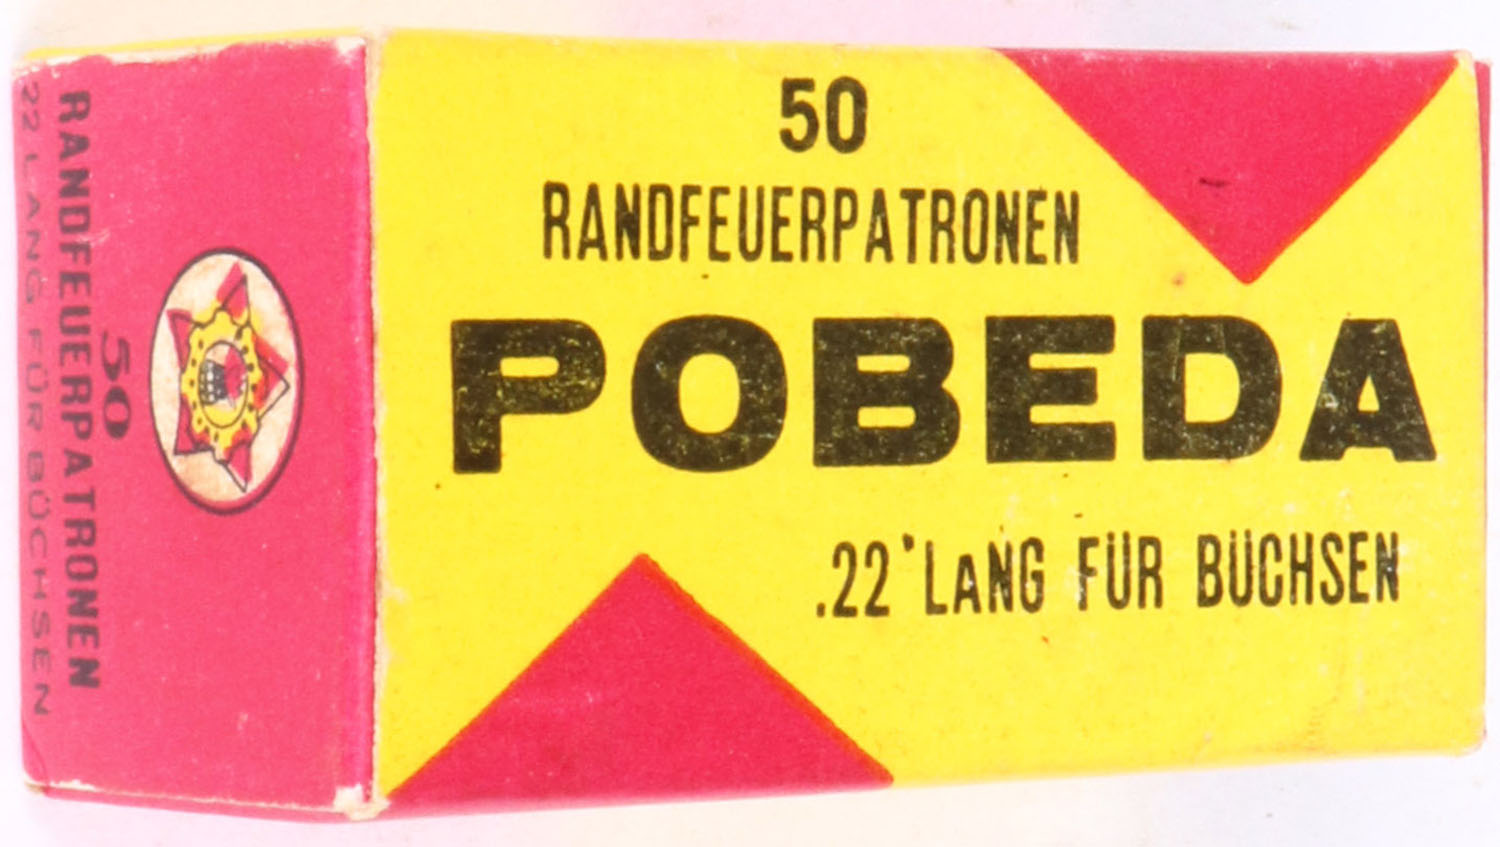 50
RANDFEUERPATRONEN
POBEDA
.22" LANG FÜR BÜCHSEN
50
RANDFEUERPATRONEN
22 LANG FÜR BÜCHSEN